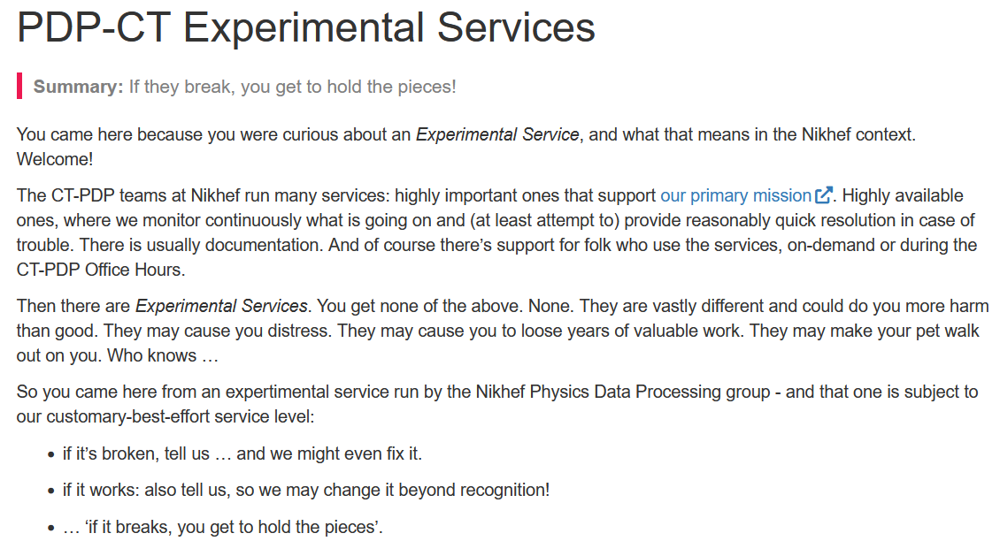 PDP-CT Experimental Services
Summary: If they break, you get to hold the pieces!
You came here because you were curious about an Experimental Service, and what that means in the Nikhef context.
Welcome!
The CT-PDP teams at Nikhef run many services: highly important ones that support our primary mission. Highly available
ones, where we monitor continuously what is going on and (at least attempt to) provide reasonably quick resolution in case of
trouble. There is usually documentation. And of course there’s support for folk who use the services, on-demand or during the
CT-PDP Office Hours.
Then there are Experimental Services. You get none of the above. None. They are vastly different and could do you more harm
than good. They may cause you distress. They may cause you to loose years of valuable work. They may make your pet walk
out on you. Who knows …
So you came here from an expertimental service run by the Nikhef Physics Data Processing group - and that one is subject to
our customary-best-effort service level:
• if it’s broken, tell us … and we might even fix it.
• if it works: also tell us, so we may change it beyond recognition!
• … ‘if it breaks, you get to hold the pieces’.